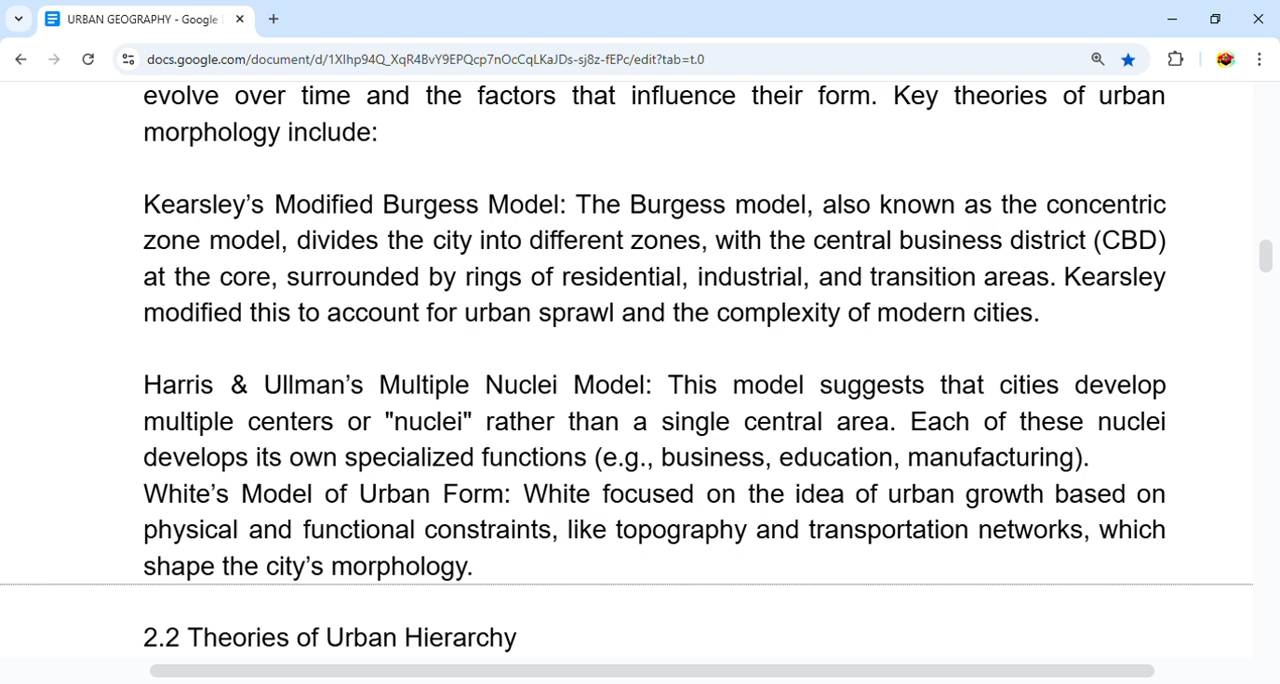 URBAN GEOGRAPHY - Google
docs.google.com/document/d/1XIhp94Q_XqR4BvY9EPQcp7nOcCqLKaJDs-sj8z-fEPc/edit?tab=t.0
evolve over time and the factors that influence their form. Key theories of urban
morphology include:
Kearsley’s Modified Burgess Model: The Burgess model, also known as the concentric
zone model, divides the city into different zones, with the central business district (CBD)
at the core, surrounded by rings of residential, industrial, and transition areas. Kearsley
modified this to account for urban sprawl and the complexity of modern cities.
Harris & Ullman’s Multiple Nuclei Model: This model suggests that cities develop
multiple centers or "nuclei" rather than a single central area. Each of these nuclei
develops its own specialized functions (e.g., business, education, manufacturing).
White’s Model of Urban Form: White focused on the idea of urban growth based on
physical and functional constraints, like topography and transportation networks, which
shape the city’s morphology.
2.2 Theories of Urban Hierarchy